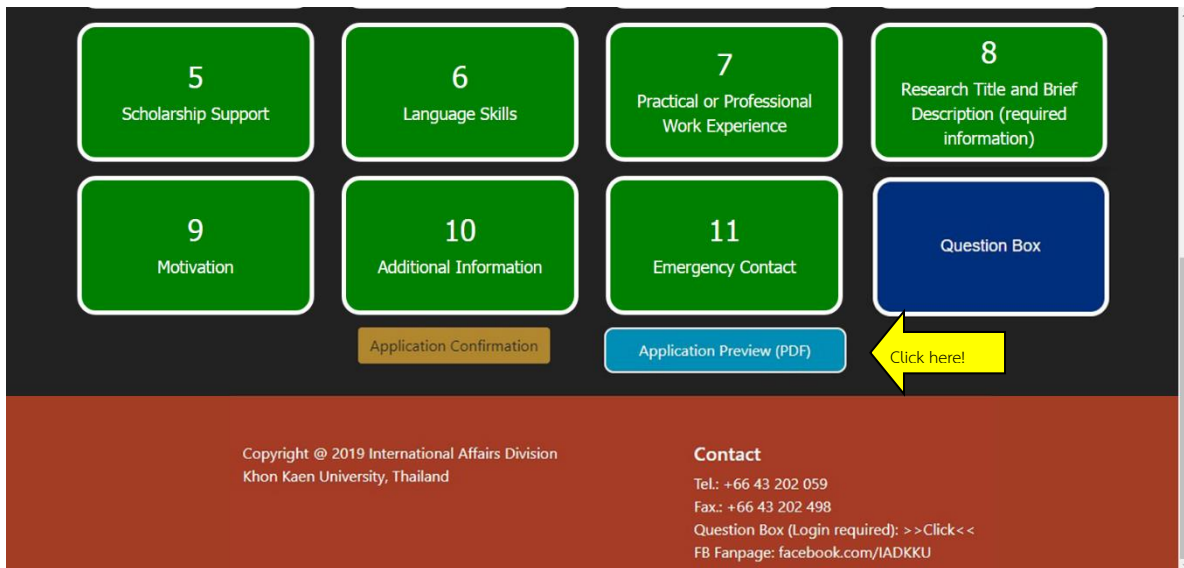 5
Scholarship Support
6
Language Skills
7
Practical or Professional
Work Experience
8
Research Title and Brief
Description (required
information)
9
Motivation
10
Additional Information
11
Emergency Contact
Question Box
Application Confirmation
Application Preview (PDF)
Click here!
Copyright @ 2019 International Affairs Division
Khon Kaen University, Thailand
Contact
Tel.: +66 43 202 059
Fax.: +66 43 202 498
Question Box (Login required): >>Click<<
FB Fanpage: facebook.com/IADKKU